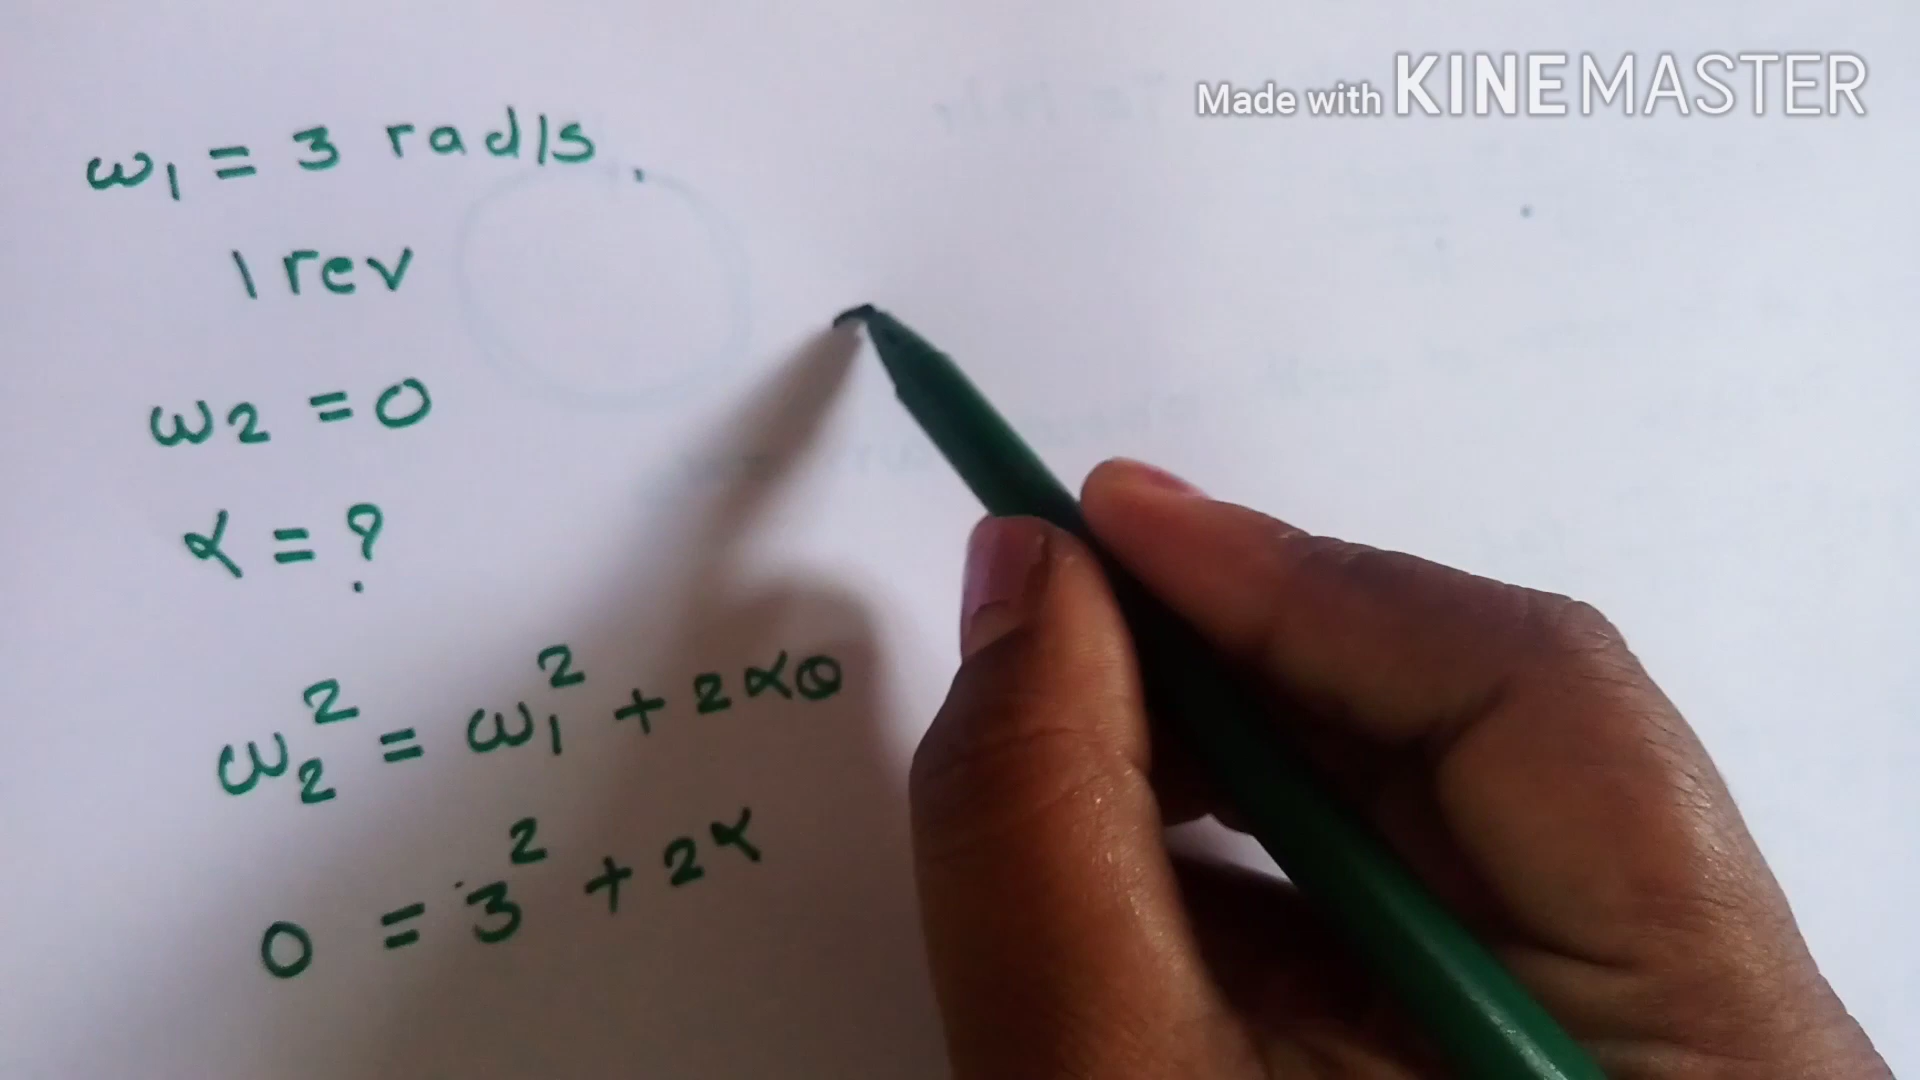 Made with KINEMASTER
ω1 = 3 rad/s.
1 rev
ω2 = 0
α = ?
ω2² = ω1² + 2αθ
0 = 3² + 2α